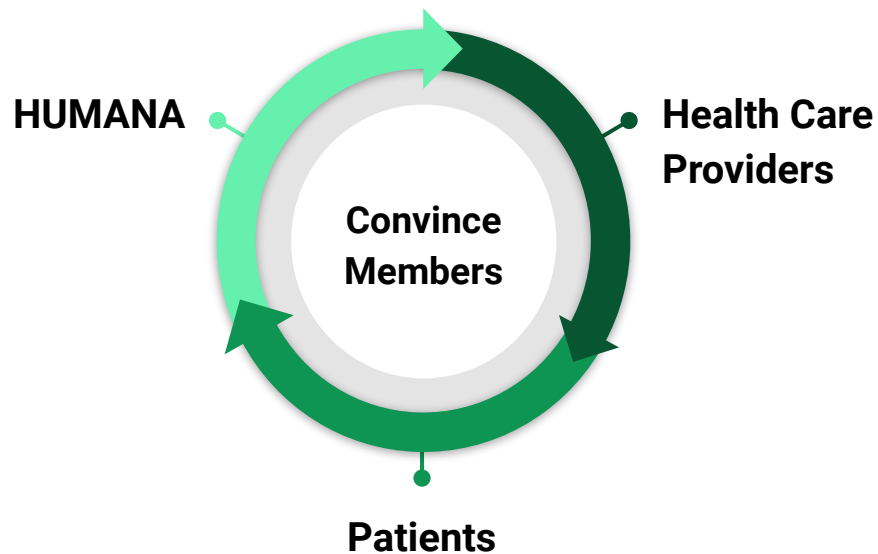 HUMANA
Health Care
Providers
Convince
Members
Patients